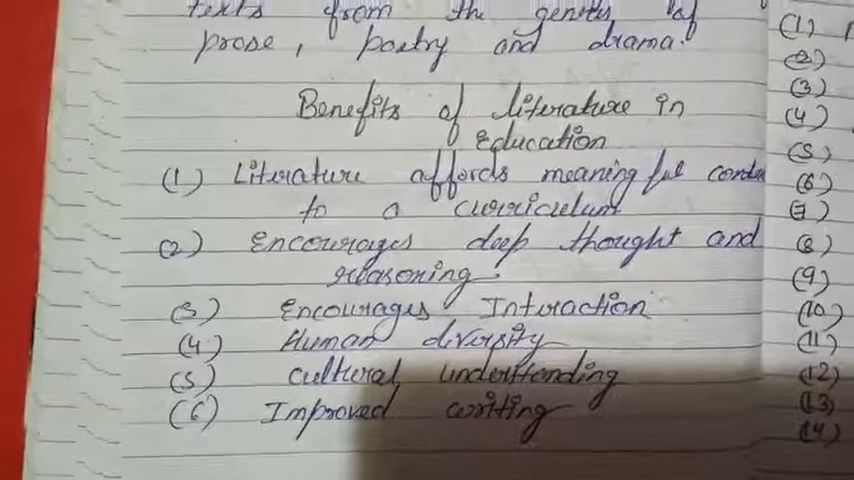 texts from the genres of
prose, poetry and drama.
Benefits of literature in
Education
(1) Literature affords meaningful
to a curriculum
(2) Encourages deep thought and
reasoning.
(3) Encourages Interaction
(4) Human diversity
(5) cultural understanding
(6) Improved writing
(1)
(2)
(3)
(4)
(5)
(6)
(7)
(8)
(9)
(10)
(11)
(12)
(13)
(14)